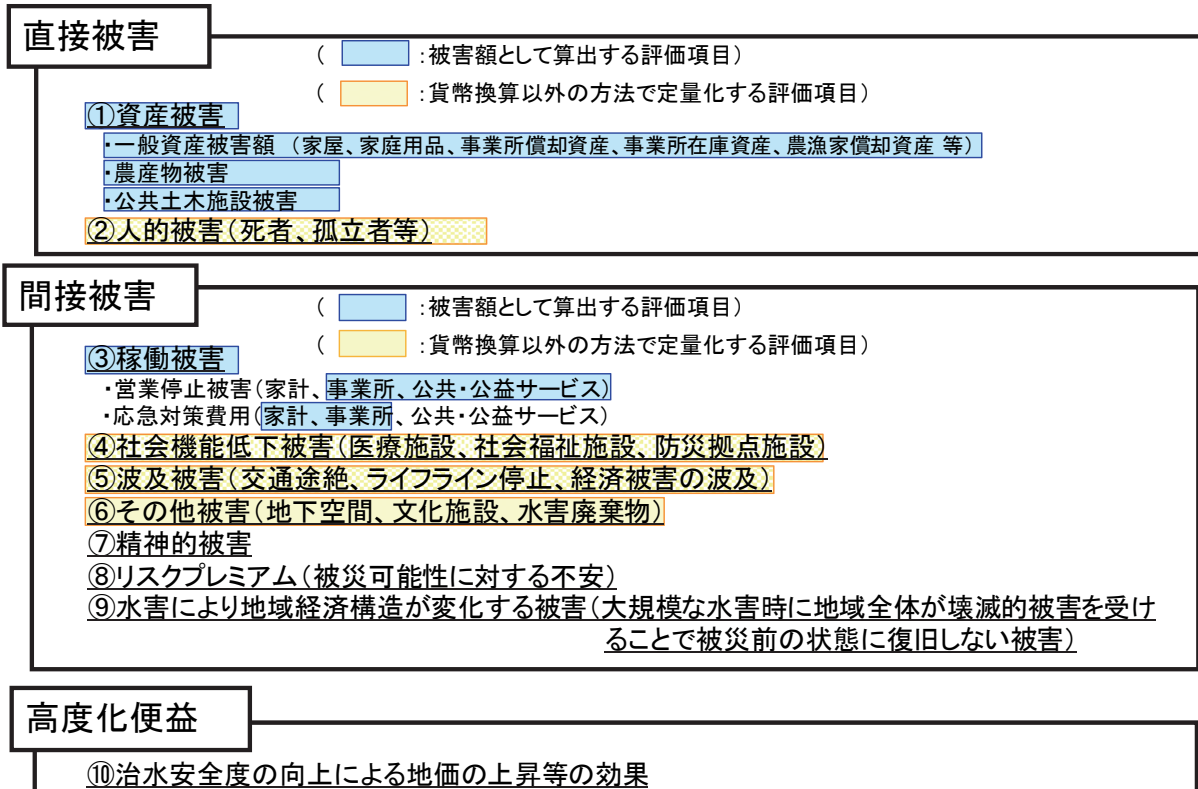 直接被害
( :被害額として算出する評価項目)
( :貨幣換算以外の方法で定量化する評価項目)
①資産被害
・一般資産被害額 (家屋、家庭用品、事業所償却資産、事業所在庫資産、農漁家償却資産 等)
・農産物被害
・公共土木施設被害
②人的被害(死者、孤立者等)
間接被害
( :被害額として算出する評価項目)
( :貨幣換算以外の方法で定量化する評価項目)
③稼働被害
・営業停止被害(家計、事業所、公共・公益サービス)
・応急対策費用(家計、事業所、公共・公益サービス)
④社会機能低下被害(医療施設、社会福祉施設、防災拠点施設)
⑤波及被害(交通途絶、ライフライン停止、経済被害の波及)
⑥その他被害(地下空間、文化施設、水害廃棄物)
⑦精神的被害
⑧リスクプレミアム(被災可能性に対する不安)
⑨水害により地域経済構造が変化する被害(大規模な水害時に地域全体が壊滅的被害を受け
ることで被災前の状態に復旧しない被害)
高度化便益
⑩治水安全度の向上による地価の上昇等の効果